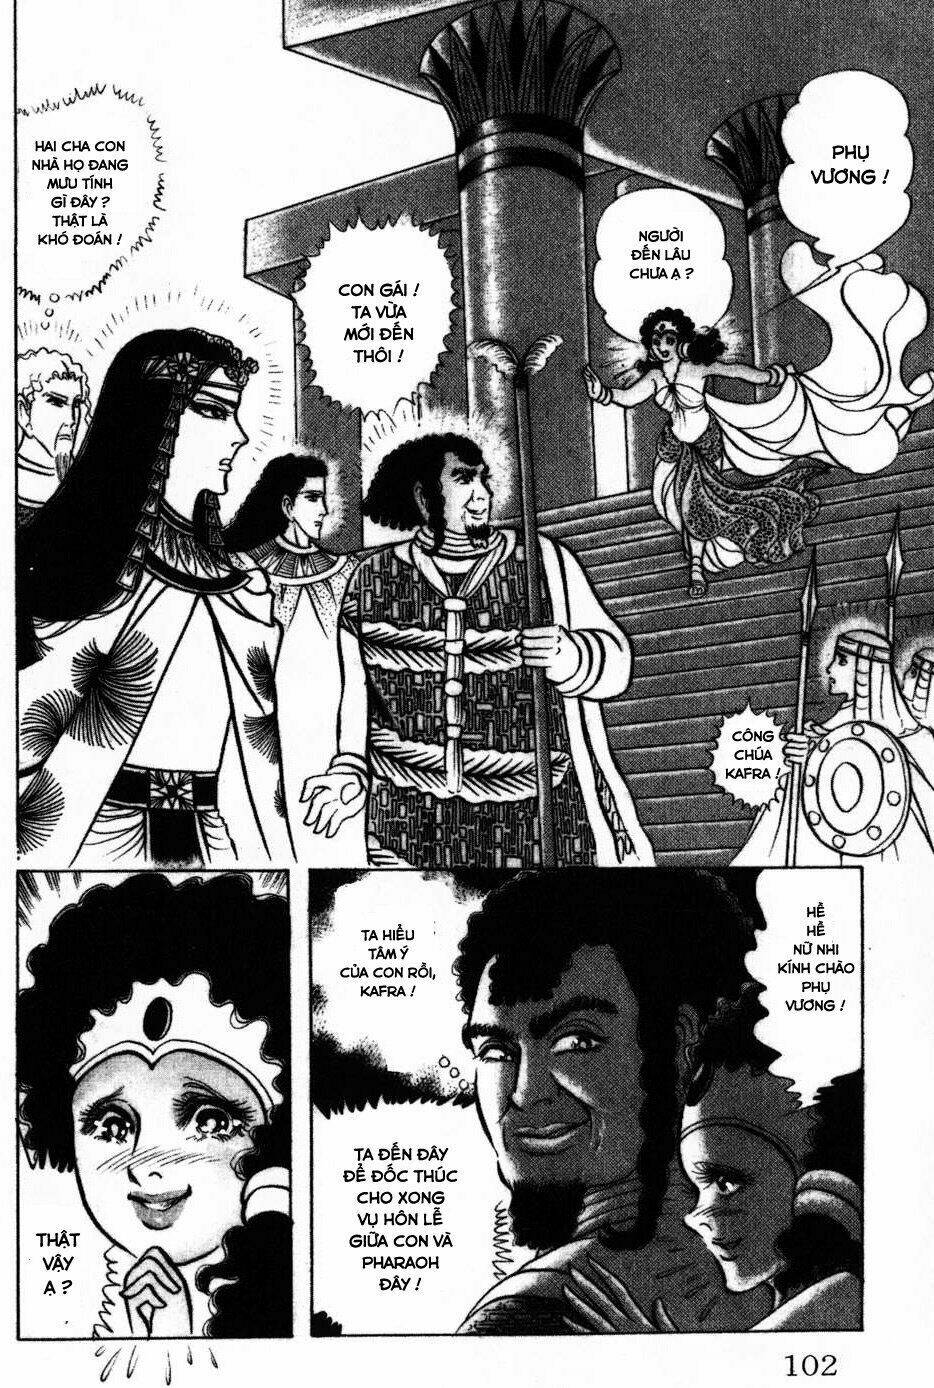 PHỤ
VƯƠNG !
NGƯỜI
ĐẾN LÂU
CHƯA Ạ ?
CON GÁI !
TA VỪA
MỚI ĐẾN
THÔI !
HAI CHA CON
NHÀ HỌ ĐANG
MƯU TÍNH
GÌ ĐÂY ?
THẬT LÀ
KHÓ ĐOÁN !
CÔNG
CHÚA
KAFRA !
HỀ
HỀ
NỮ NHI
KÍNH CHÀO
PHỤ
VƯƠNG !
TA HIỂU
TÂM Ý
CỦA CON RỒI,
KAFRA !
TA ĐẾN ĐÂY
ĐỂ ĐỐC THÚC
CHO XONG
VỤ HÔN LỄ
GIỮA CON VÀ
PHARAOH
ĐÂY !
THẬT
VẬY
Ạ ?
102